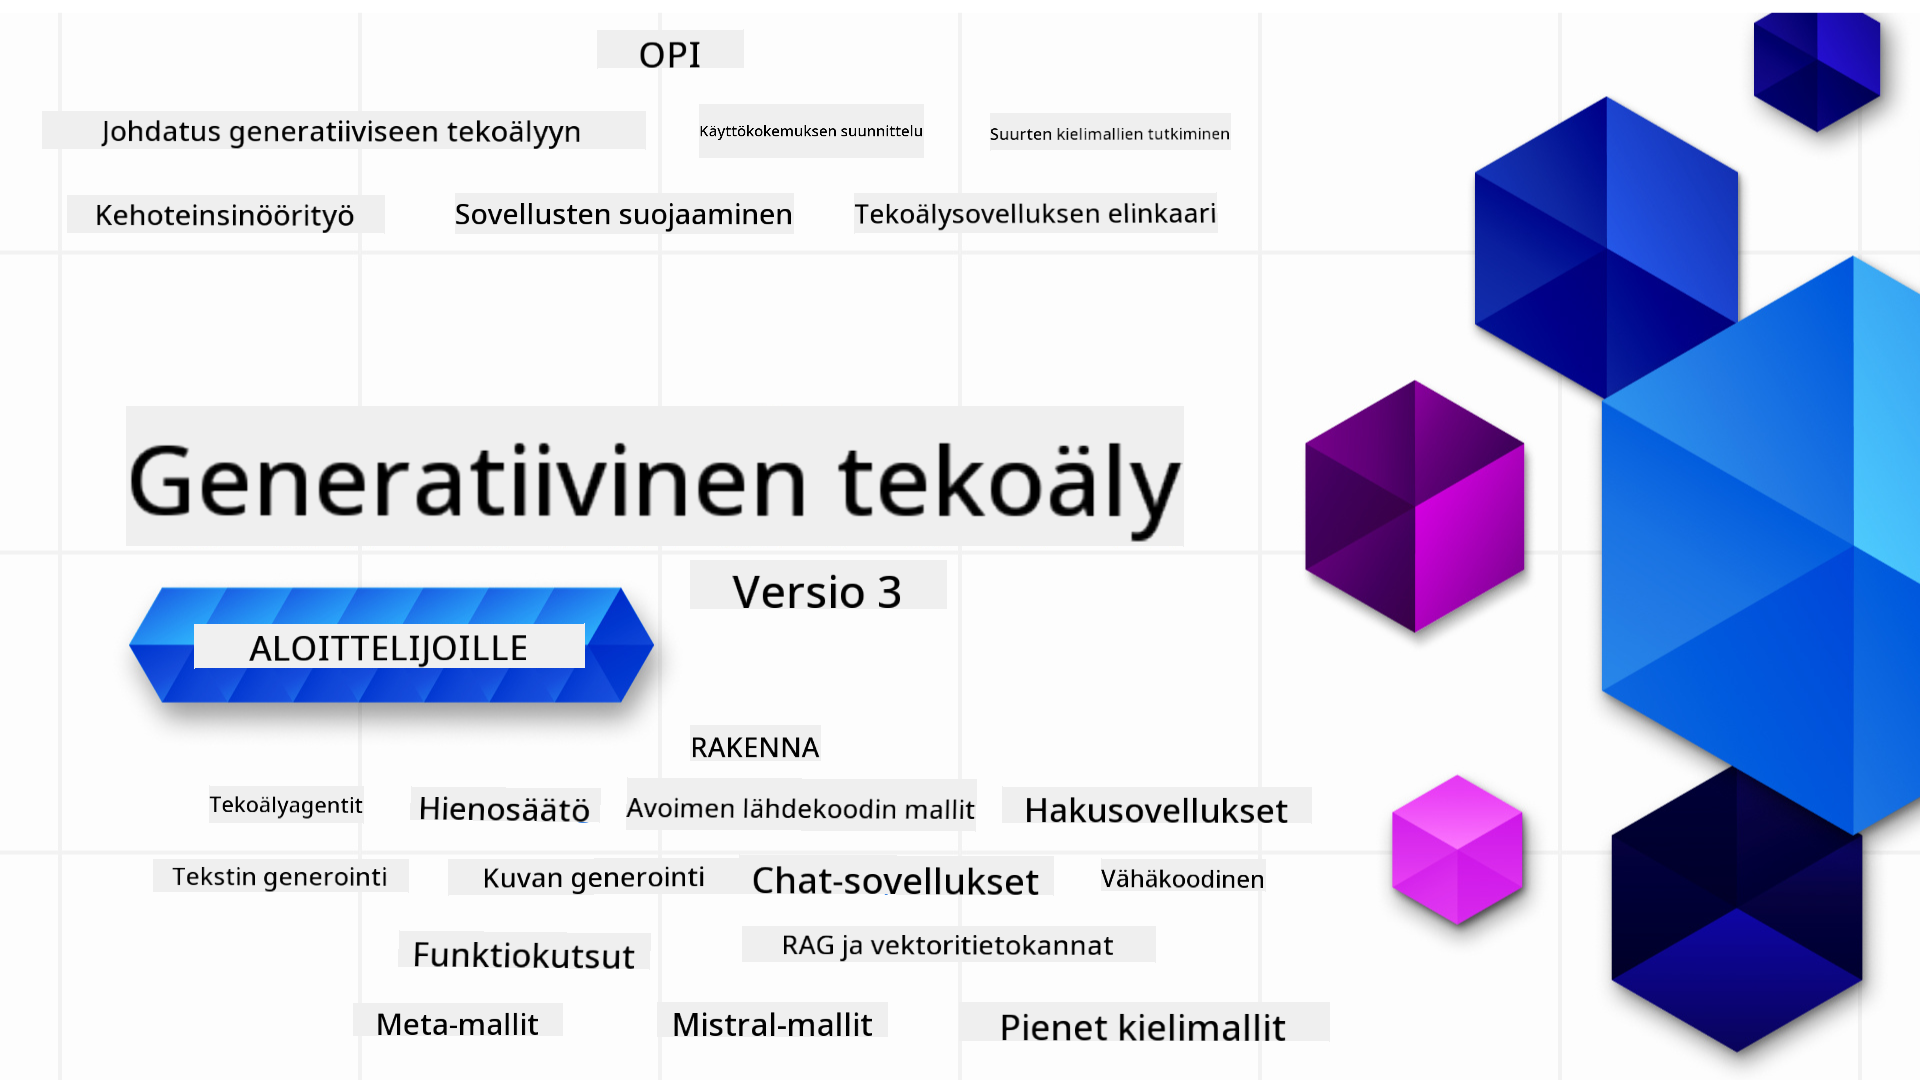 OPI
Johdatus generatiiviseen tekoälyyn
Käyttökokemuksen suunnittelu
Suurten kielimallien tutkiminen
Kehoteinsinöörityö
Sovellusten suojaaminen
Tekoälysovelluksen elinkaari
Generatiivinen tekoäly
Versio 3
ALOITTELIJOILLE
RAKENNA
Tekoälyagentit
Hienosäätö
Avoimen lähdekoodin mallit
Hakusovellukset
Tekstin generointi
Kuvan generointi
Chat-sovellukset
Vähäkoodinen
Funktiokutsut
RAG ja vektoritietokannat
Meta-mallit
Mistral-mallit
Pienet kielimallit